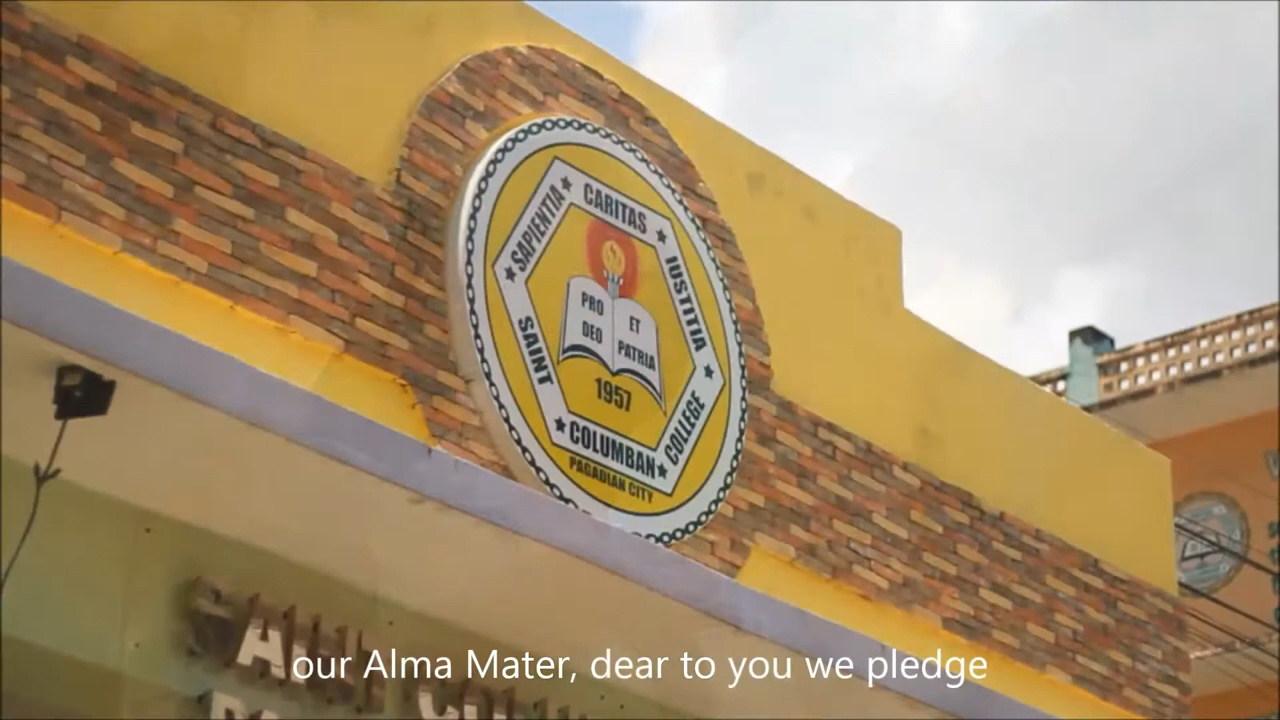 CARITAS
SAPIENTIA
IUSTITIA
PRO
DEO
ET
PATRIA
SAINT
1957
COLLEGE
COLUMBAN
PAGADIAN CITY
our Alma Mater, dear to you we pledge